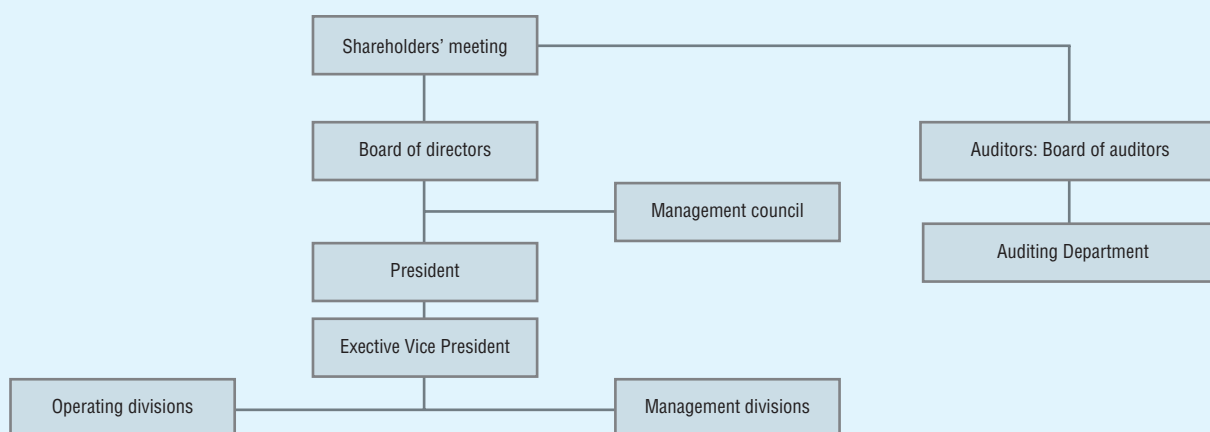 Shareholders’ meeting
Board of directors
Auditors: Board of auditors
Management council
Auditing Department
President
Exective Vice President
Operating divisions
Management divisions